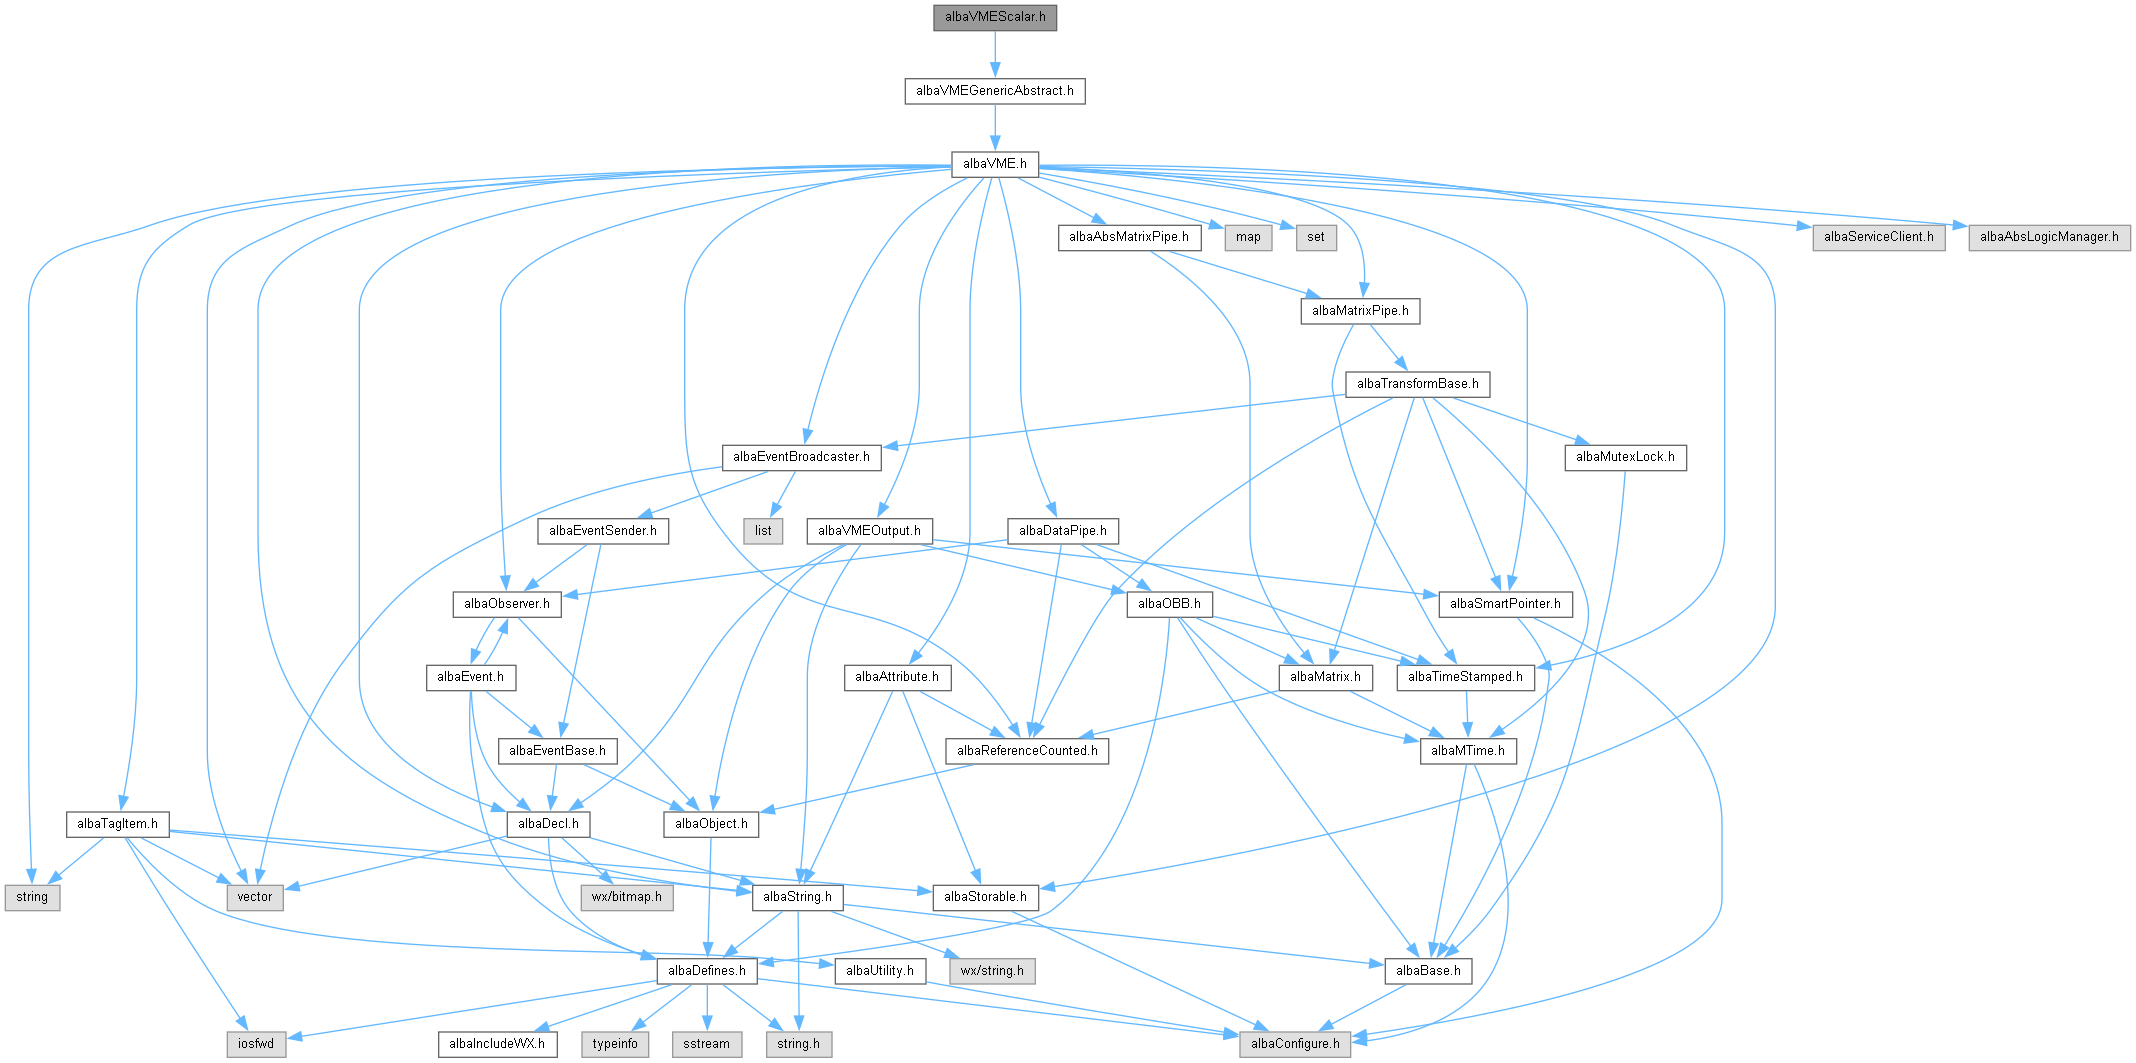 albaVMEScalar.h
albaVMEGenericAbstract.h
albaVME.h
albaAbsMatrixPipe.h
map
set
albaServiceClient.h
albaAbsLogicManager.h
albaMatrixPipe.h
albaTransformBase.h
albaEventBroadcaster.h
albaMutexLock.h
albaEventSender.h
list
albaVMEOutput.h
albaDataPipe.h
albaObserver.h
albaOBB.h
albaSmartPointer.h
albaEvent.h
albaAttribute.h
albaMatrix.h
albaTimeStamped.h
albaEventBase.h
albaReferenceCounted.h
albaMTime.h
albaTagItem.h
albaDecl.h
albaObject.h
string
vector
wx/bitmap.h
albaString.h
albaStorable.h
albaDefines.h
albaUtility.h
wx/string.h
albaBase.h
iosfwd
albaIncludeWX.h
typeinfo
sstream
string.h
albaConfigure.h